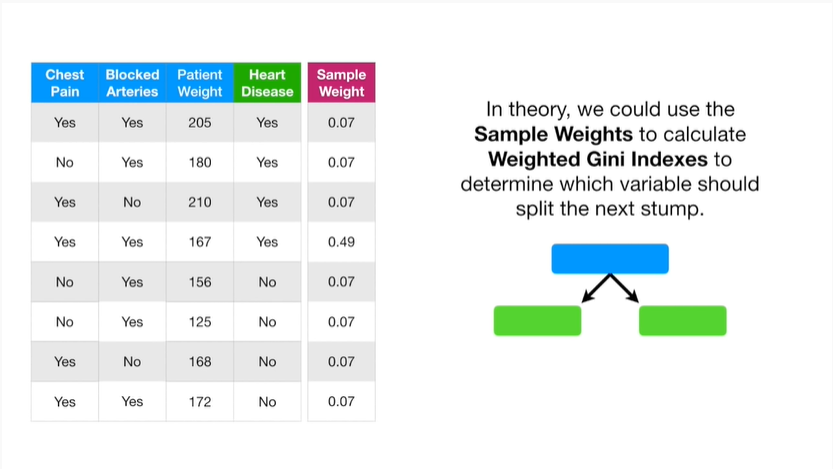 Chest Pain Blocked Arteries Patient Weight Heart Disease Sample Weight
Yes Yes 205 Yes 0.07
No Yes 180 Yes 0.07
Yes No 210 Yes 0.07
Yes Yes 167 Yes 0.49
No Yes 156 No 0.07
No Yes 125 No 0.07
Yes No 168 No 0.07
Yes Yes 172 No 0.07
In theory, we could use the
Sample Weights to calculate
Weighted Gini Indexes to
determine which variable should
split the next stump.